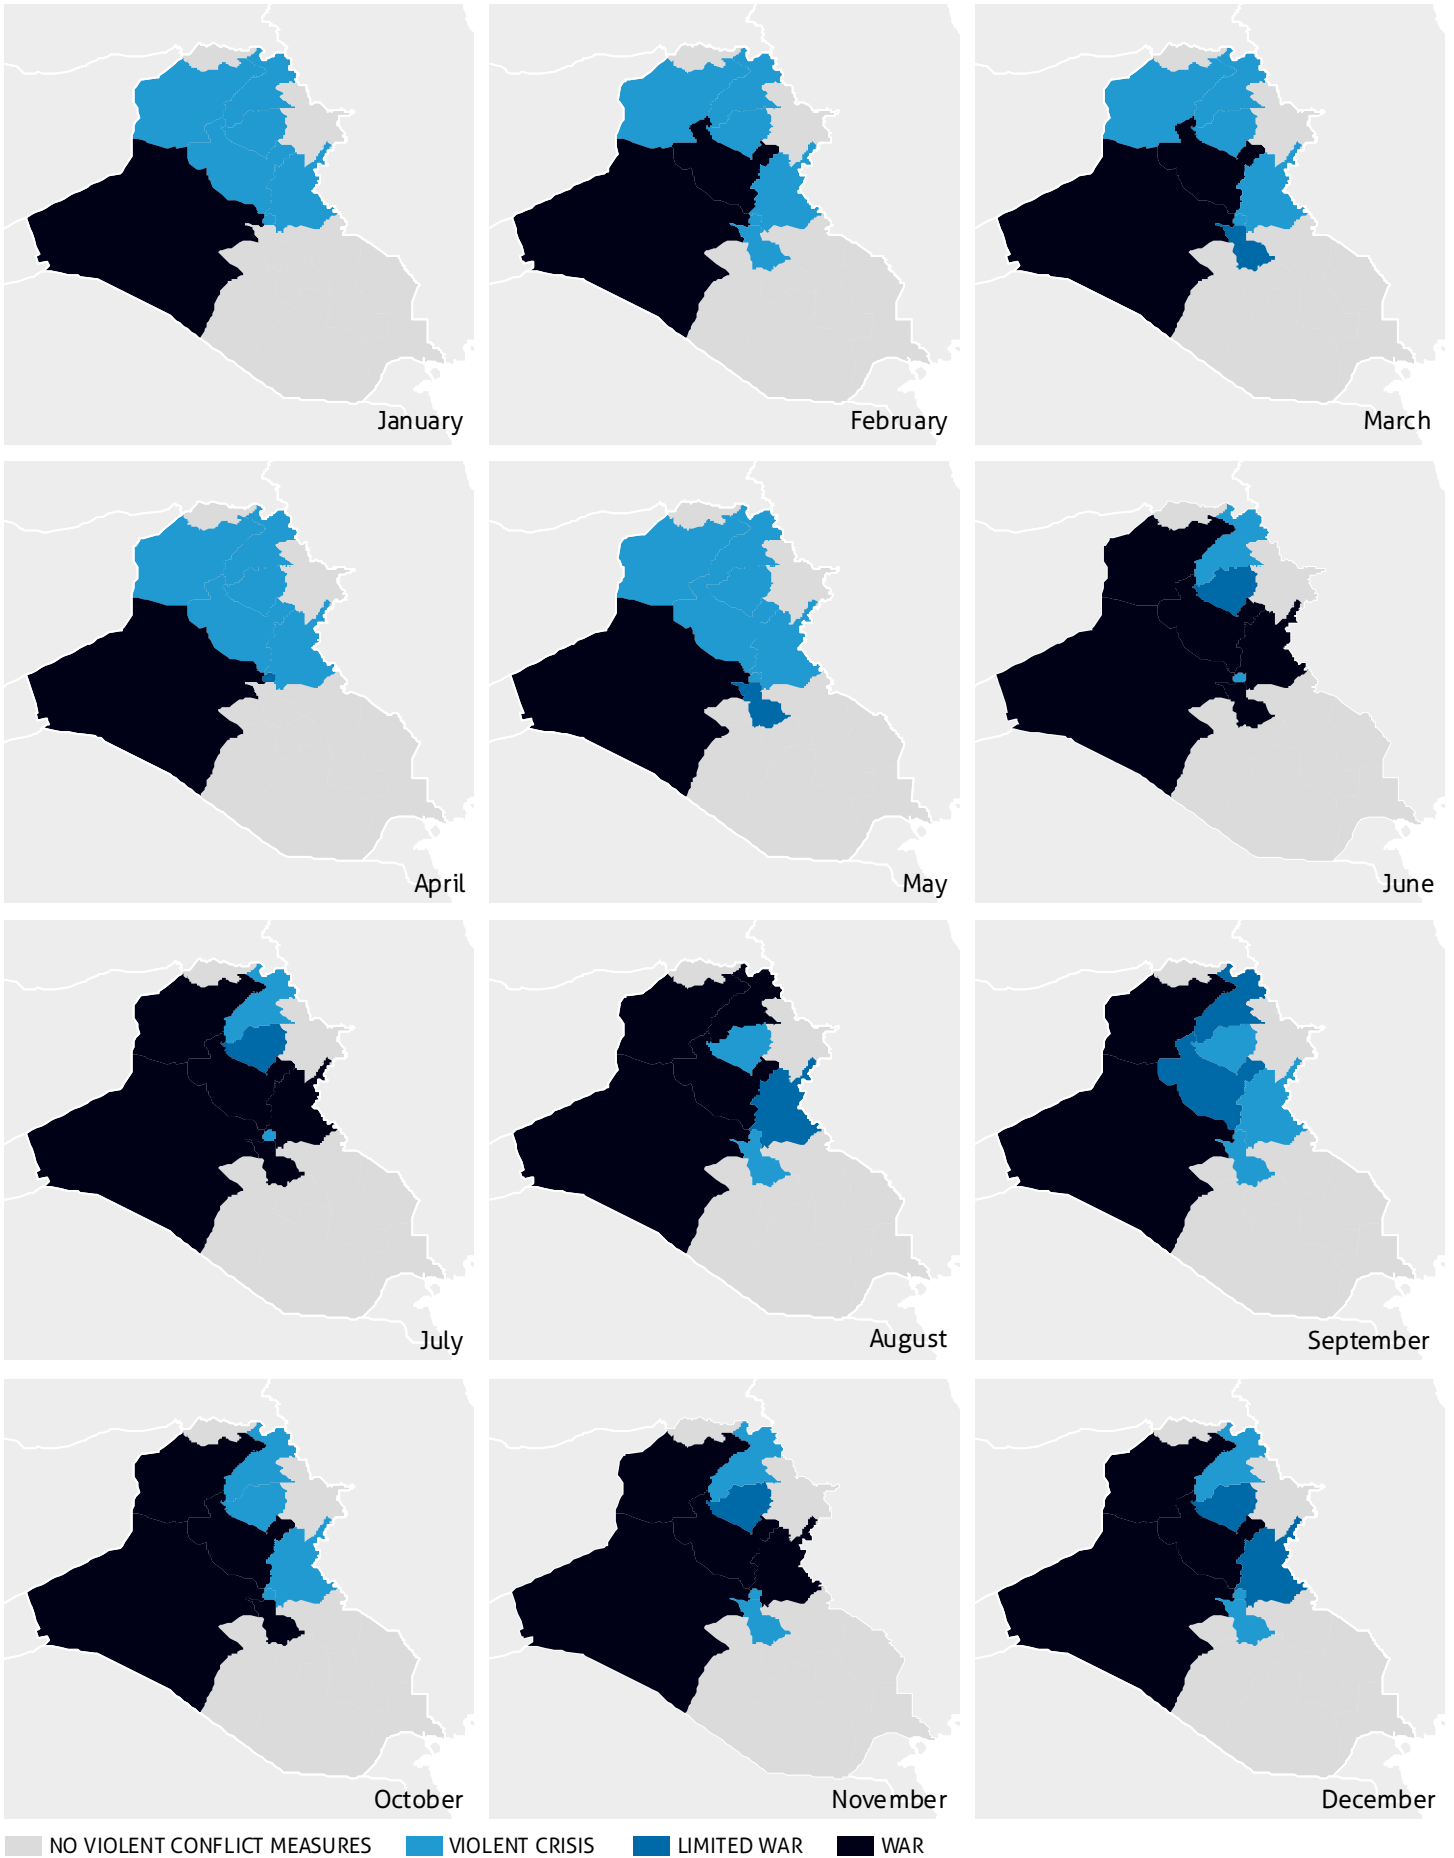 January
February
March
April
May
June
July
August
September
October
November
December
NO VIOLENT CONFLICT MEASURES VIOLENT CRISIS LIMITED WAR WAR